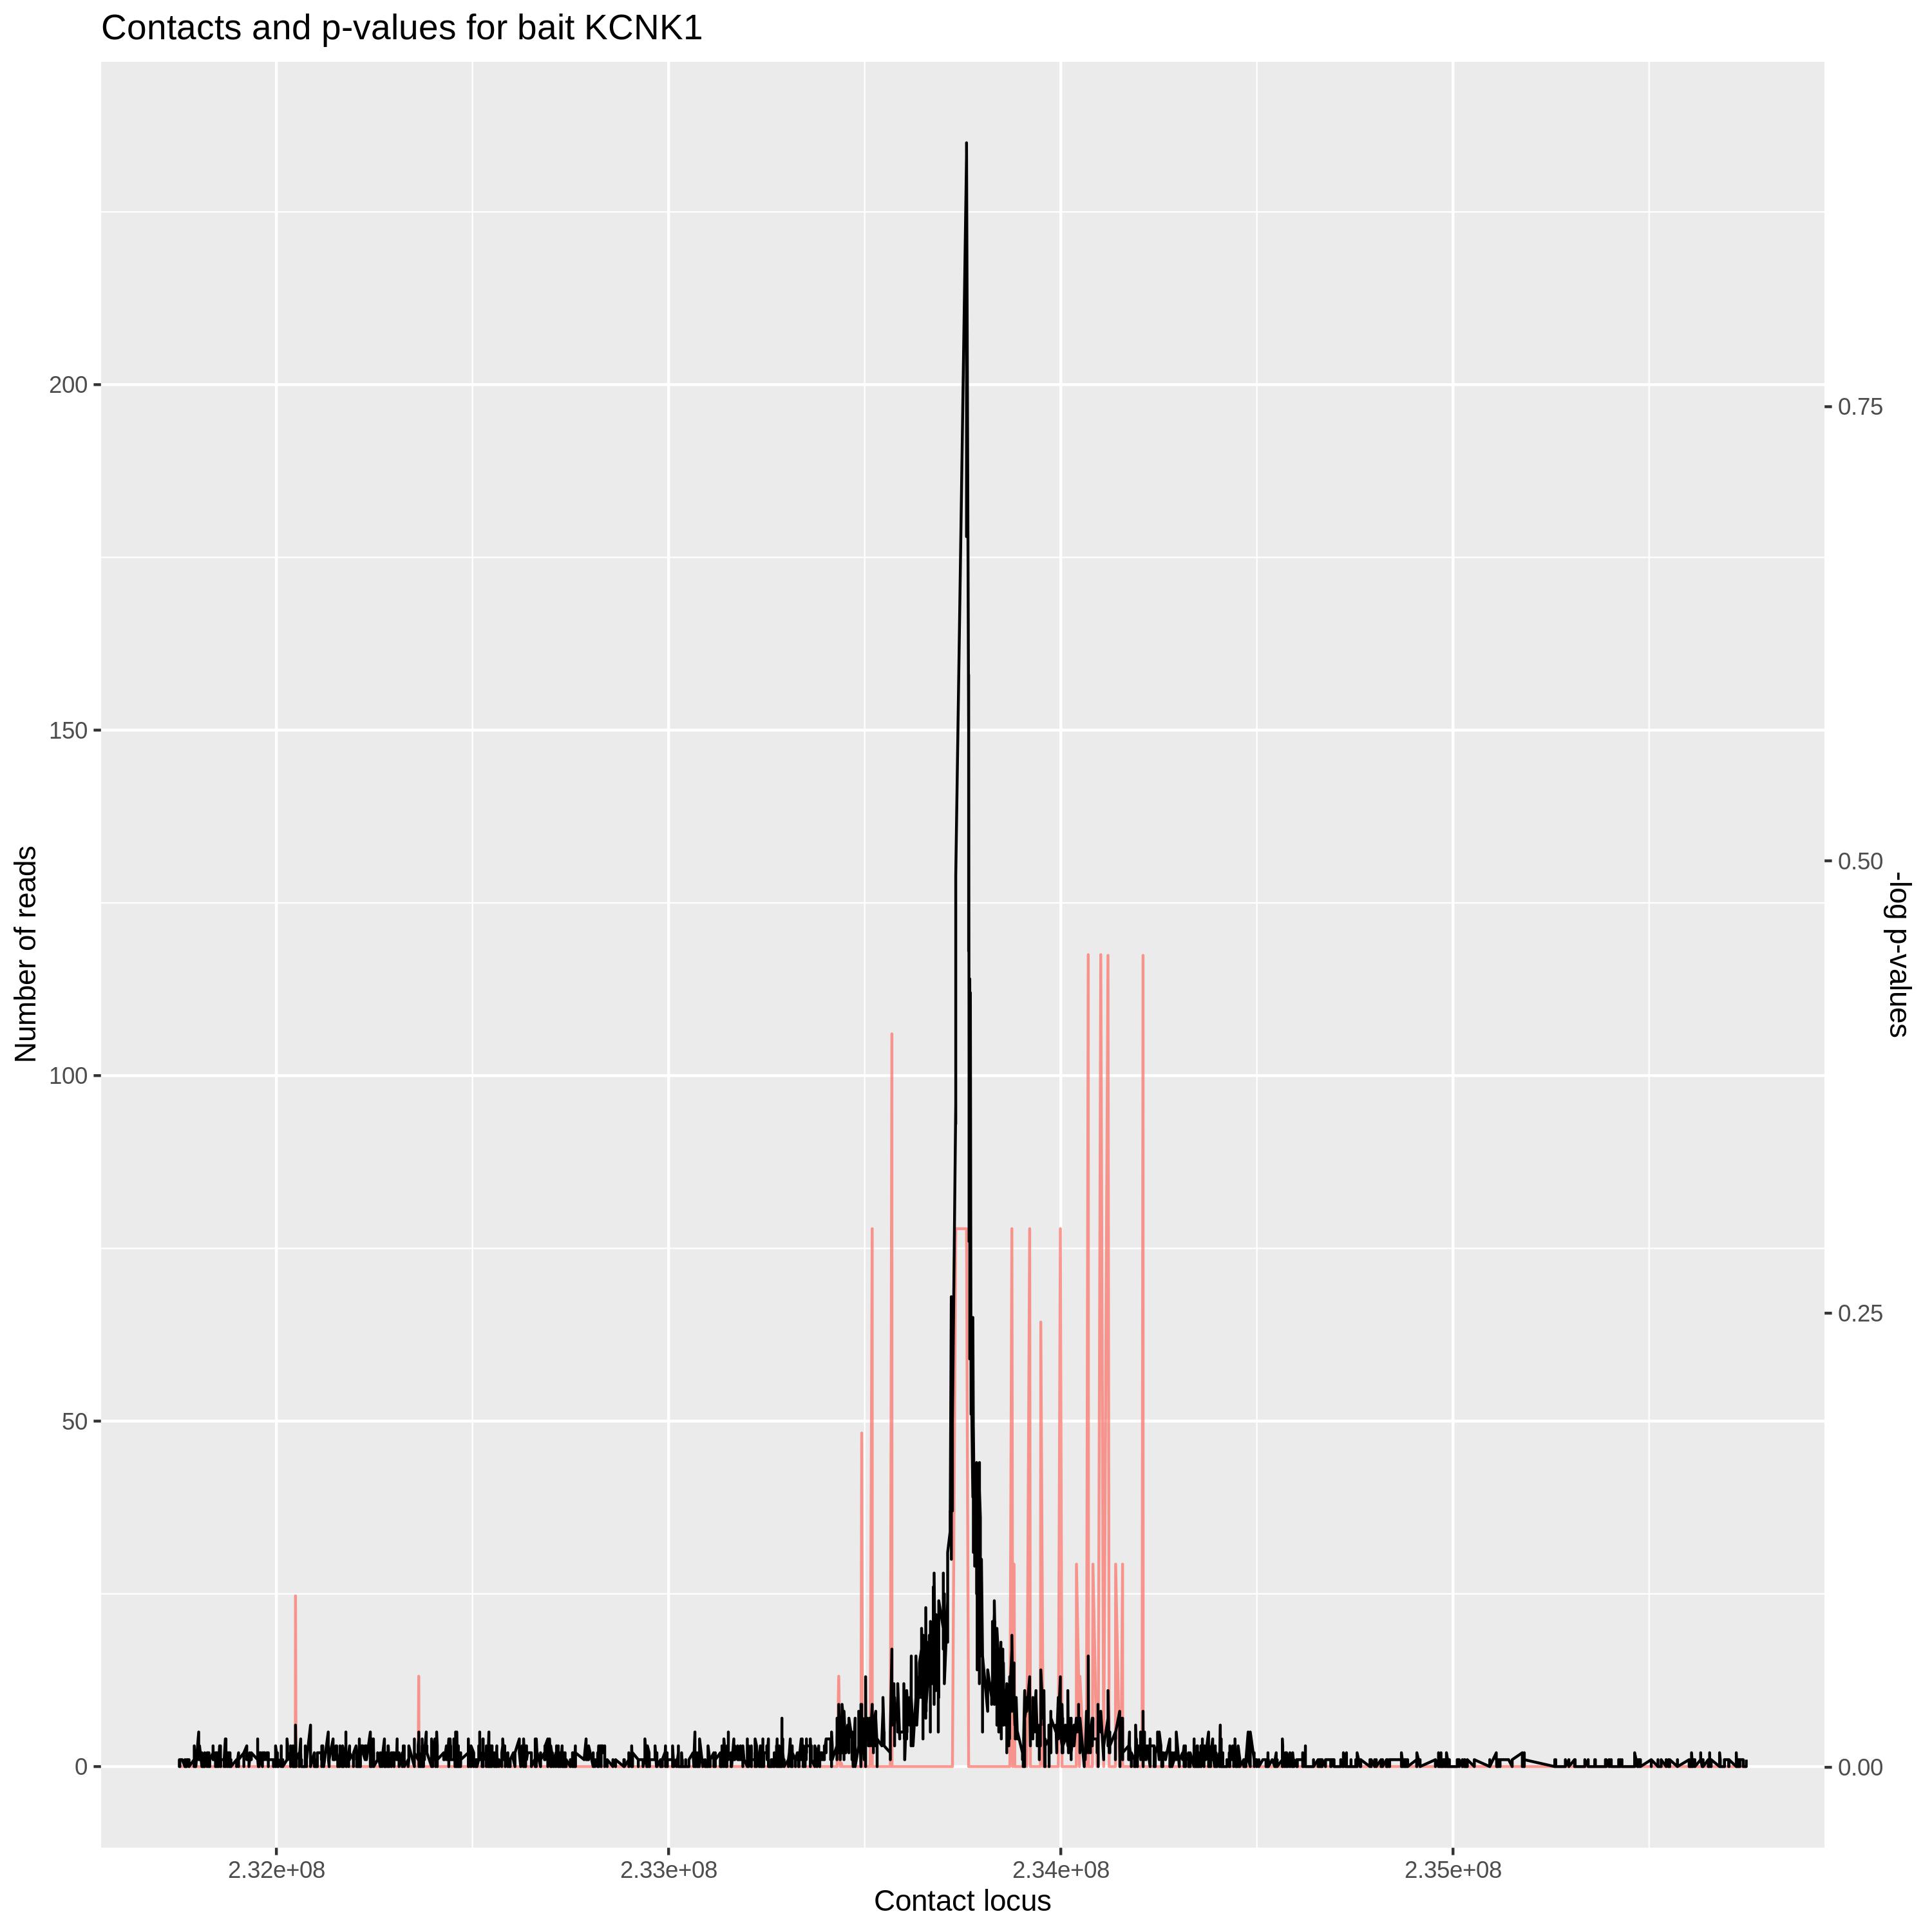 Contacts and p-values for bait KCNK1
Number of reads
200
150
100
50
0
0.75
0.50
0.25
0.00
-log p-values
2.32e+08
2.33e+08
2.34e+08
2.35e+08
Contact locus